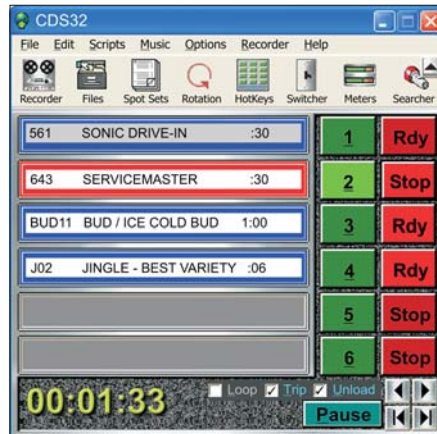 CDS32
File Edit Scripts Music Options Recorder Help
Recorder Files Spot Sets Rotation HotKeys Switcher Meters Searcher
561 SONIC DRIVE-IN :30 1 Rdy
643 SERVICEMASTER :30 2 Stop
BUD11 BUD / ICE COLD BUD 1:00 3 Rdy
J02 JINGLE - BEST VARIETY :06 4 Rdy
5 Stop
6 Stop
00:01:33 Loop Trip Unload
Pause